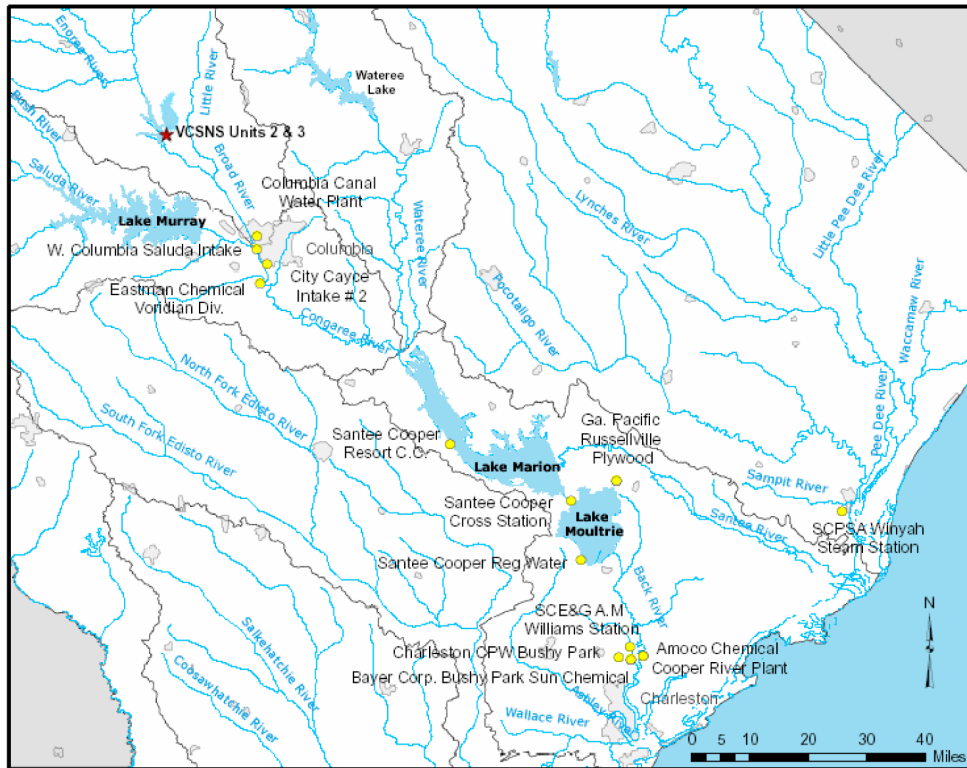 Enoree River
Little River
Wateree
Lake
Bush River
VCSNS Units 2 & 3
Broad River
Saluda River
Columbia Canal
Water Plant
Lake Murray
Wateree River
Lynches River
Little Pee Dee River
W. Columbia Saluda Intake
Columbia
City Cayce
Intake # 2
Eastman Chemical
Voridian Div.
Pocotaligo River
Waccamaw River
Congaree River
North Fork Edisto River
Pee Dee River
South Fork Edisto River
Santee Cooper
Resort C.C.
Ga. Pacific
Russellville
Plywood
Lake Marion
Sampit River
Santee Cooper
Cross Station
Lake
Moultrie
Santee River
SCPSA Winyah
Steam Station
Santee Cooper Reg Water
Back River
SCE&G A.M
Williams Station
N
Salkehatchie River
Charleston CPW Bushy Park
Amoco Chemical
Cooper River Plant
Bayer Corp. Bushy Park Sun Chemical
Coosawhatchie River
Ashley River
Charleston
Wallace River
0 5 10 20 30 40
Miles